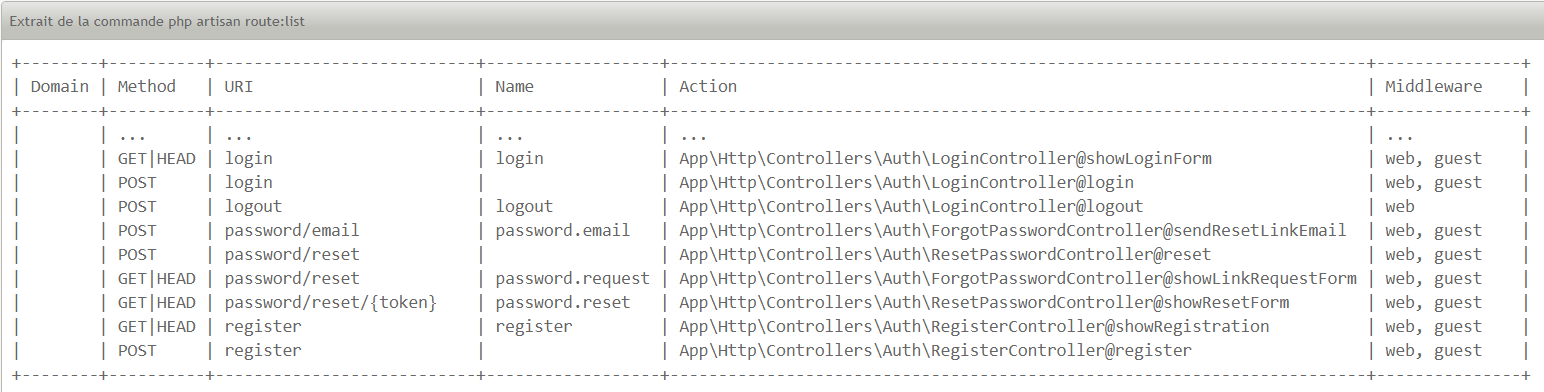 Extrait de la commande php artisan route:list
+--------+----------+---------------------------+------------------+------------------------------------------------------------------------+---------------+
| Domain | Method   | URI                       | Name             | Action                                                                 | Middleware    |
+--------+----------+---------------------------+------------------+------------------------------------------------------------------------+---------------+
|        | ...      | ...                       | ...              | ...                                                                    | ...           |
|        | GET|HEAD | login                     | login            | App\Http\Controllers\Auth\LoginController@showLoginForm                | web, guest    |
|        | POST     | login                     |                  | App\Http\Controllers\Auth\LoginController@login                        | web, guest    |
|        | POST     | logout                    | logout           | App\Http\Controllers\Auth\LoginController@logout                       | web           |
|        | POST     | password/email            | password.email   | App\Http\Controllers\Auth\ForgotPasswordController@sendResetLinkEmail  | web, guest    |
|        | POST     | password/reset            |                  | App\Http\Controllers\Auth\ResetPasswordController@reset                | web, guest    |
|        | GET|HEAD | password/reset            | password.request | App\Http\Controllers\Auth\ForgotPasswordController@showLinkRequestForm | web, guest    |
|        | GET|HEAD | password/reset/{token}    | password.reset   | App\Http\Controllers\Auth\ResetPasswordController@showResetForm        | web, guest    |
|        | GET|HEAD | register                  | register         | App\Http\Controllers\Auth\RegisterController@showRegistration          | web, guest    |
|        | POST     | register                  |                  | App\Http\Controllers\Auth\RegisterController@register                  | web, guest    |
+--------+----------+---------------------------+------------------+------------------------------------------------------------------------+---------------+